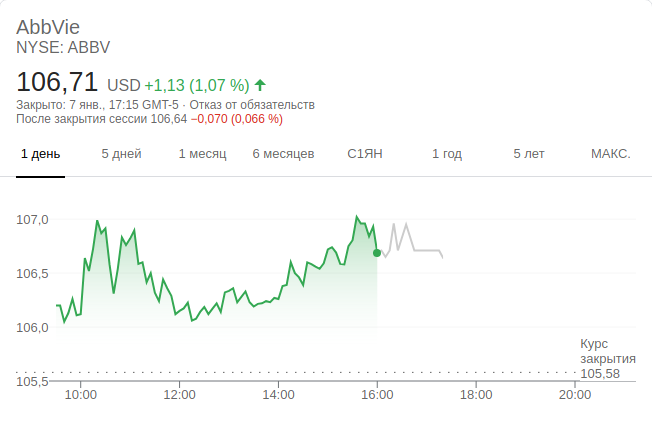 AbbVie
NYSE: ABBV
106,71 USD +1,13 (1,07 %)
Закрыто: 7 янв., 17:15 GMT-5 · Отказ от обязательств
После закрытия сессии 106,64 −0,070 (0,066 %)
1 день 5 дней 1 месяц 6 месяцев С1ЯН 1 год 5 лет МАКС.
107,0
106,5
106,0
Курс
закрытия
105,58
105,5
10:00 12:00 14:00 16:00 18:00 20:00